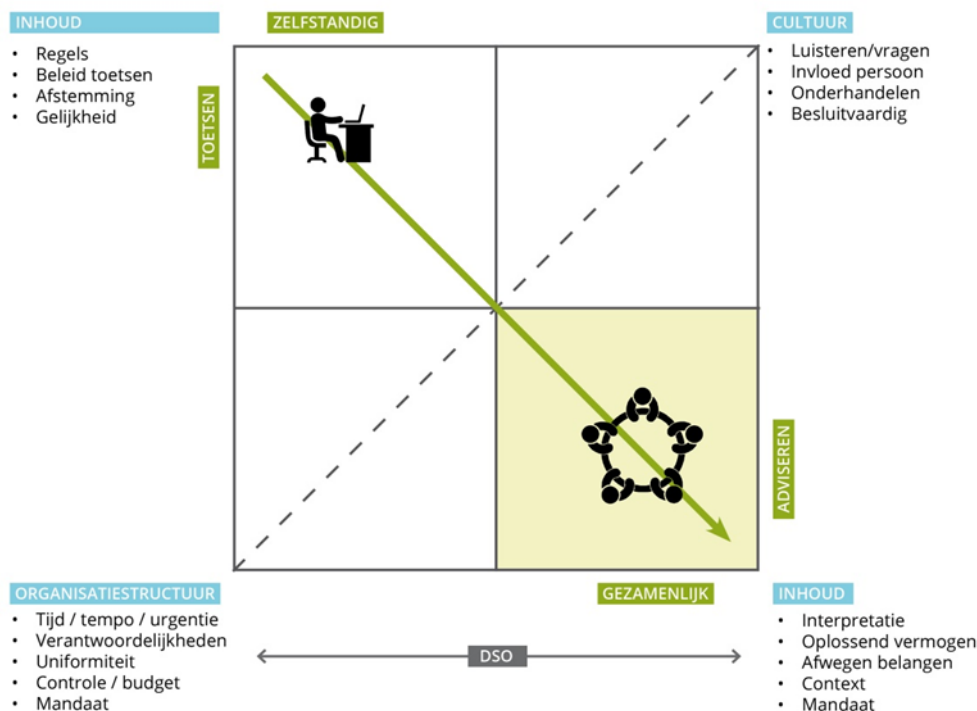 INHOUD
• Regels
• Beleid toetsen
• Afstemming
• Gelijkheid
ZELFSTANDIG
TOETSEN
CULTUUR
• Luisteren/vragen
• Invloed persoon
• Onderhandelen
• Besluitvaardig
ADVISEREN
ORGANISATIESTRUCTUUR
• Tijd / tempo / urgentie
• Verantwoordelijkheden
• Uniformiteit
• Controle / budget
• Mandaat
GEZAMENLIJK
DSO
INHOUD
• Interpretatie
• Oplossend vermogen
• Afwegen belangen
• Context
• Mandaat